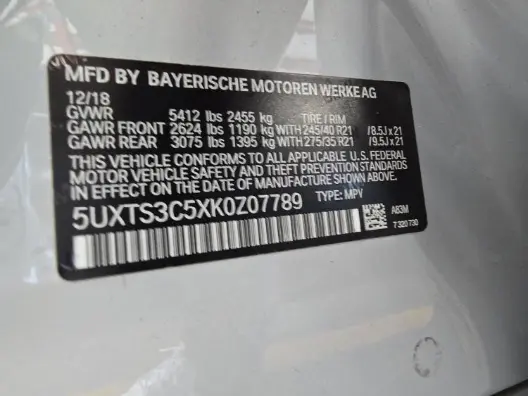 MFD BY BAYERISCHE MOTOREN WERKE AG
12/18
GVWR 5412 lbs 2455 kg TIRE / RIM
GAWR FRONT 2624 lbs 1190 kg WITH 245/40 R21 /8.5J x 21
GAWR REAR 3075 lbs 1395 kg WITH 275/35 R21 /9.5J x 21
THIS VEHICLE CONFORMS TO ALL APPLICABLE U.S. FEDERAL
MOTOR VEHICLE SAFETY AND THEFT PREVENTION STANDARDS
IN EFFECT ON THE DATE OF MANUFACTURE SHOWN ABOVE.
5UXTS3C5XK0Z07789 TYPE: MPV
A83M
7 320 730